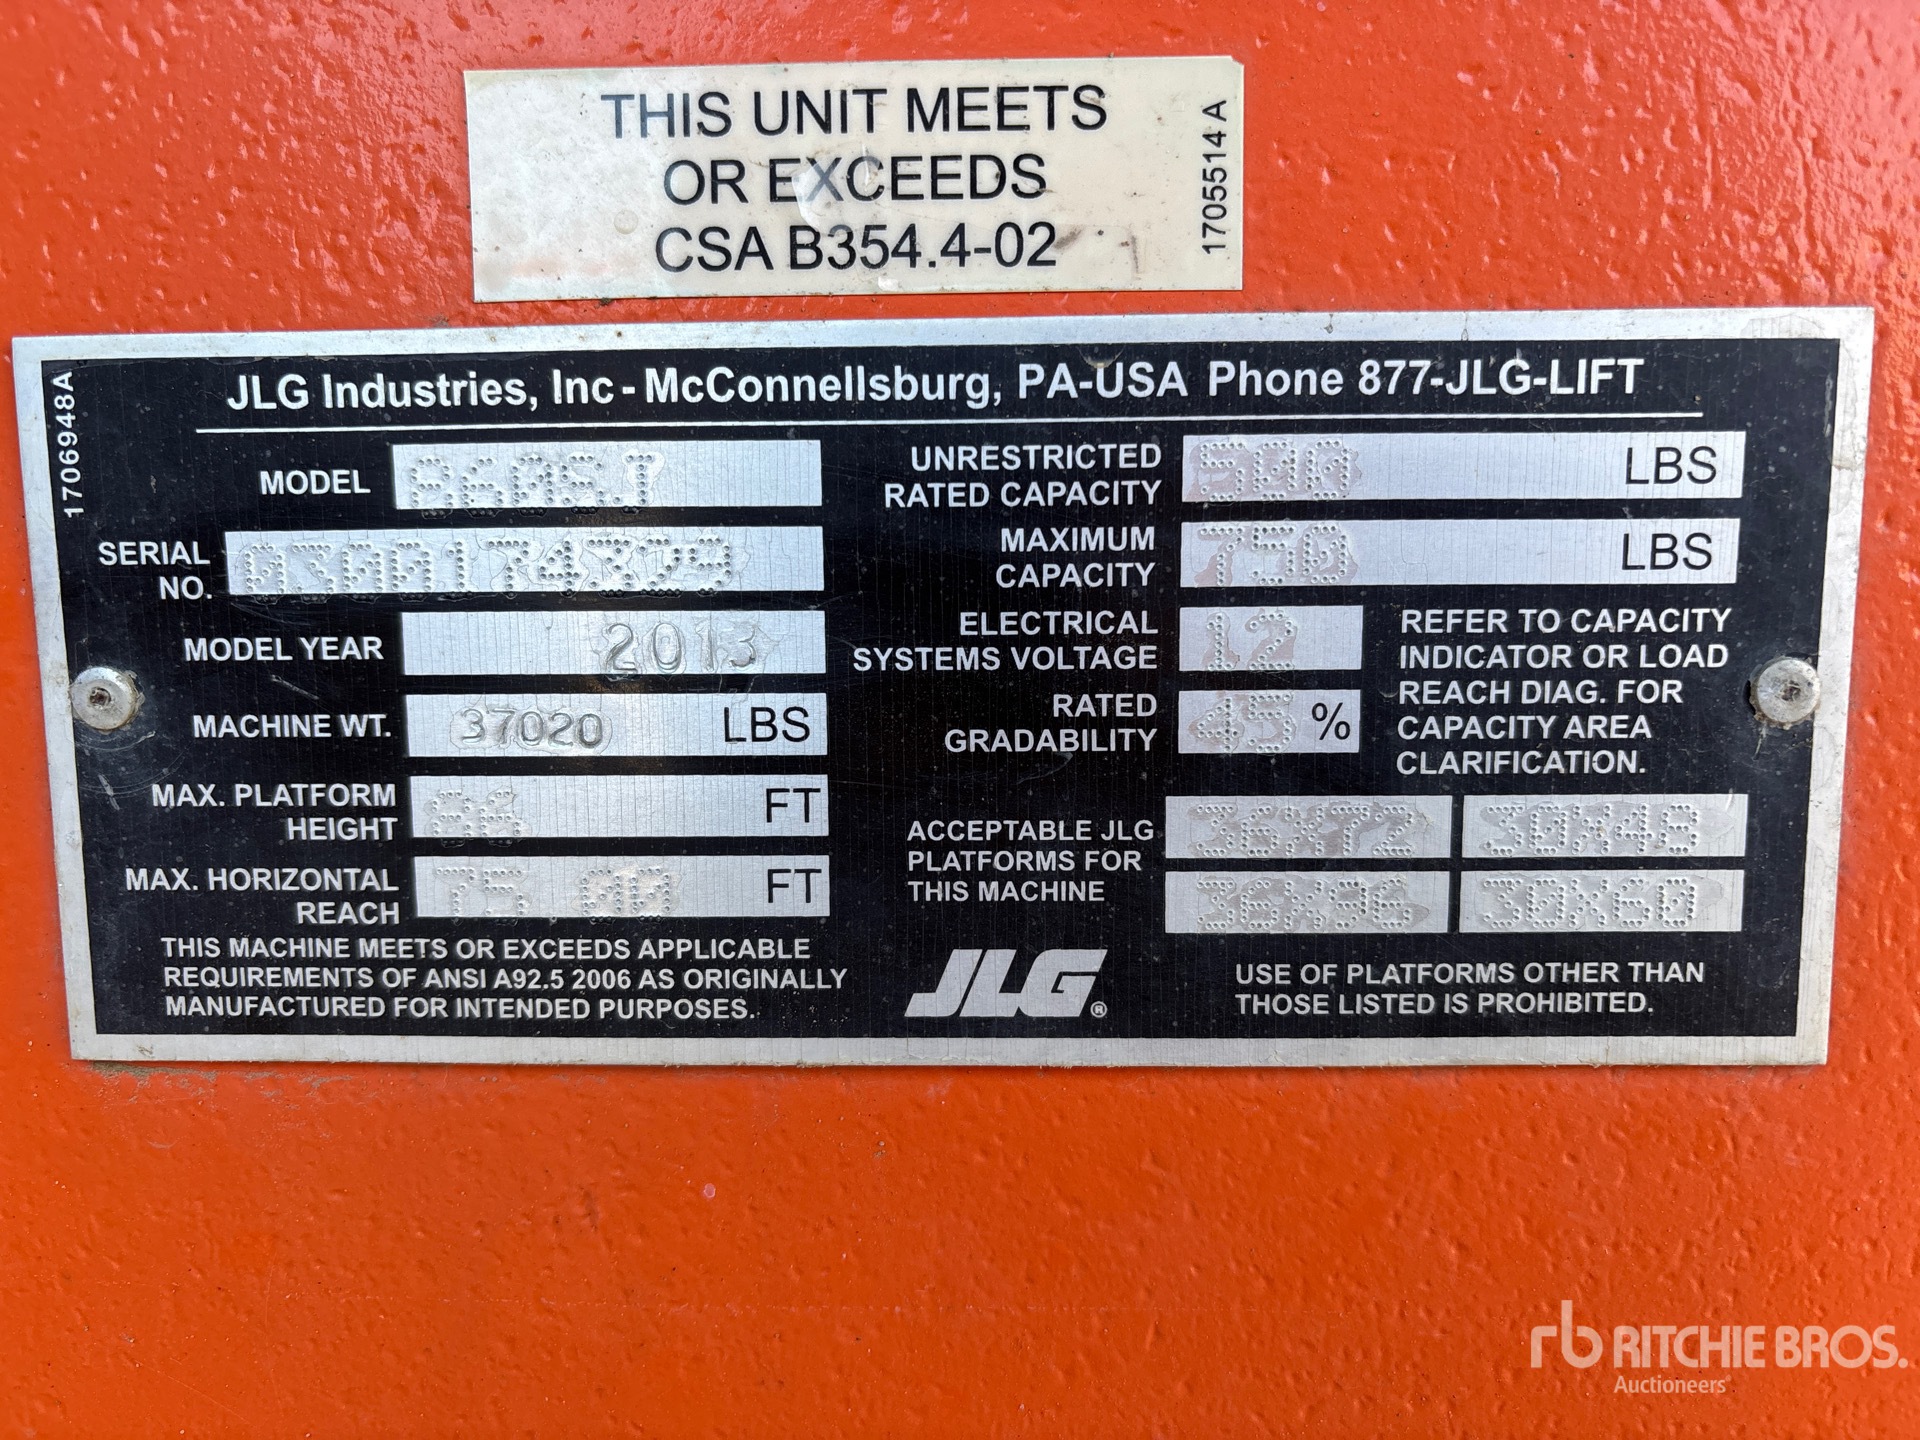 THIS UNIT MEETS
OR EXCEEDS
CSA B354.4-02
1705514 A
1706948A
JLG Industries, Inc - McConnellsburg, PA-USA Phone 877-JLG-LIFT
MODEL 860SJ
SERIAL
NO. 0300174329
MODEL YEAR 2013
MACHINE WT. 37020 LBS
MAX. PLATFORM
HEIGHT 86 FT
MAX. HORIZONTAL
REACH 75.00 FT
THIS MACHINE MEETS OR EXCEEDS APPLICABLE
REQUIREMENTS OF ANSI A92.5 2006 AS ORIGINALLY
MANUFACTURED FOR INTENDED PURPOSES.
UNRESTRICTED
RATED CAPACITY 500 LBS
MAXIMUM
CAPACITY 750 LBS
ELECTRICAL
SYSTEMS VOLTAGE 12
RATED
GRADABILITY 45 %
REFER TO CAPACITY
INDICATOR OR LOAD
REACH DIAG. FOR
CAPACITY AREA
CLARIFICATION.
ACCEPTABLE JLG
PLATFORMS FOR
THIS MACHINE
36X72 30X48
36X96 30X60
JLG®
USE OF PLATFORMS OTHER THAN
THOSE LISTED IS PROHIBITED.
rb RITCHIE BROS.
Auctioneers